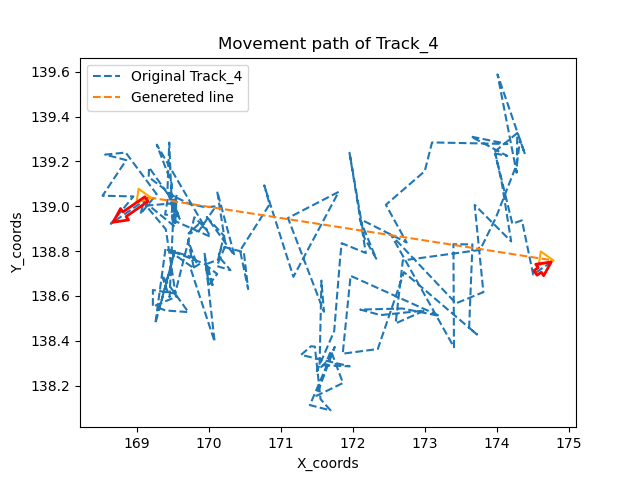 Movement path of Track_4
Original Track_4
Genereted line
139.6
139.4
139.2
139.0
138.8
138.6
138.4
138.2
Y_coords
169 170 171 172 173 174 175
X_coords